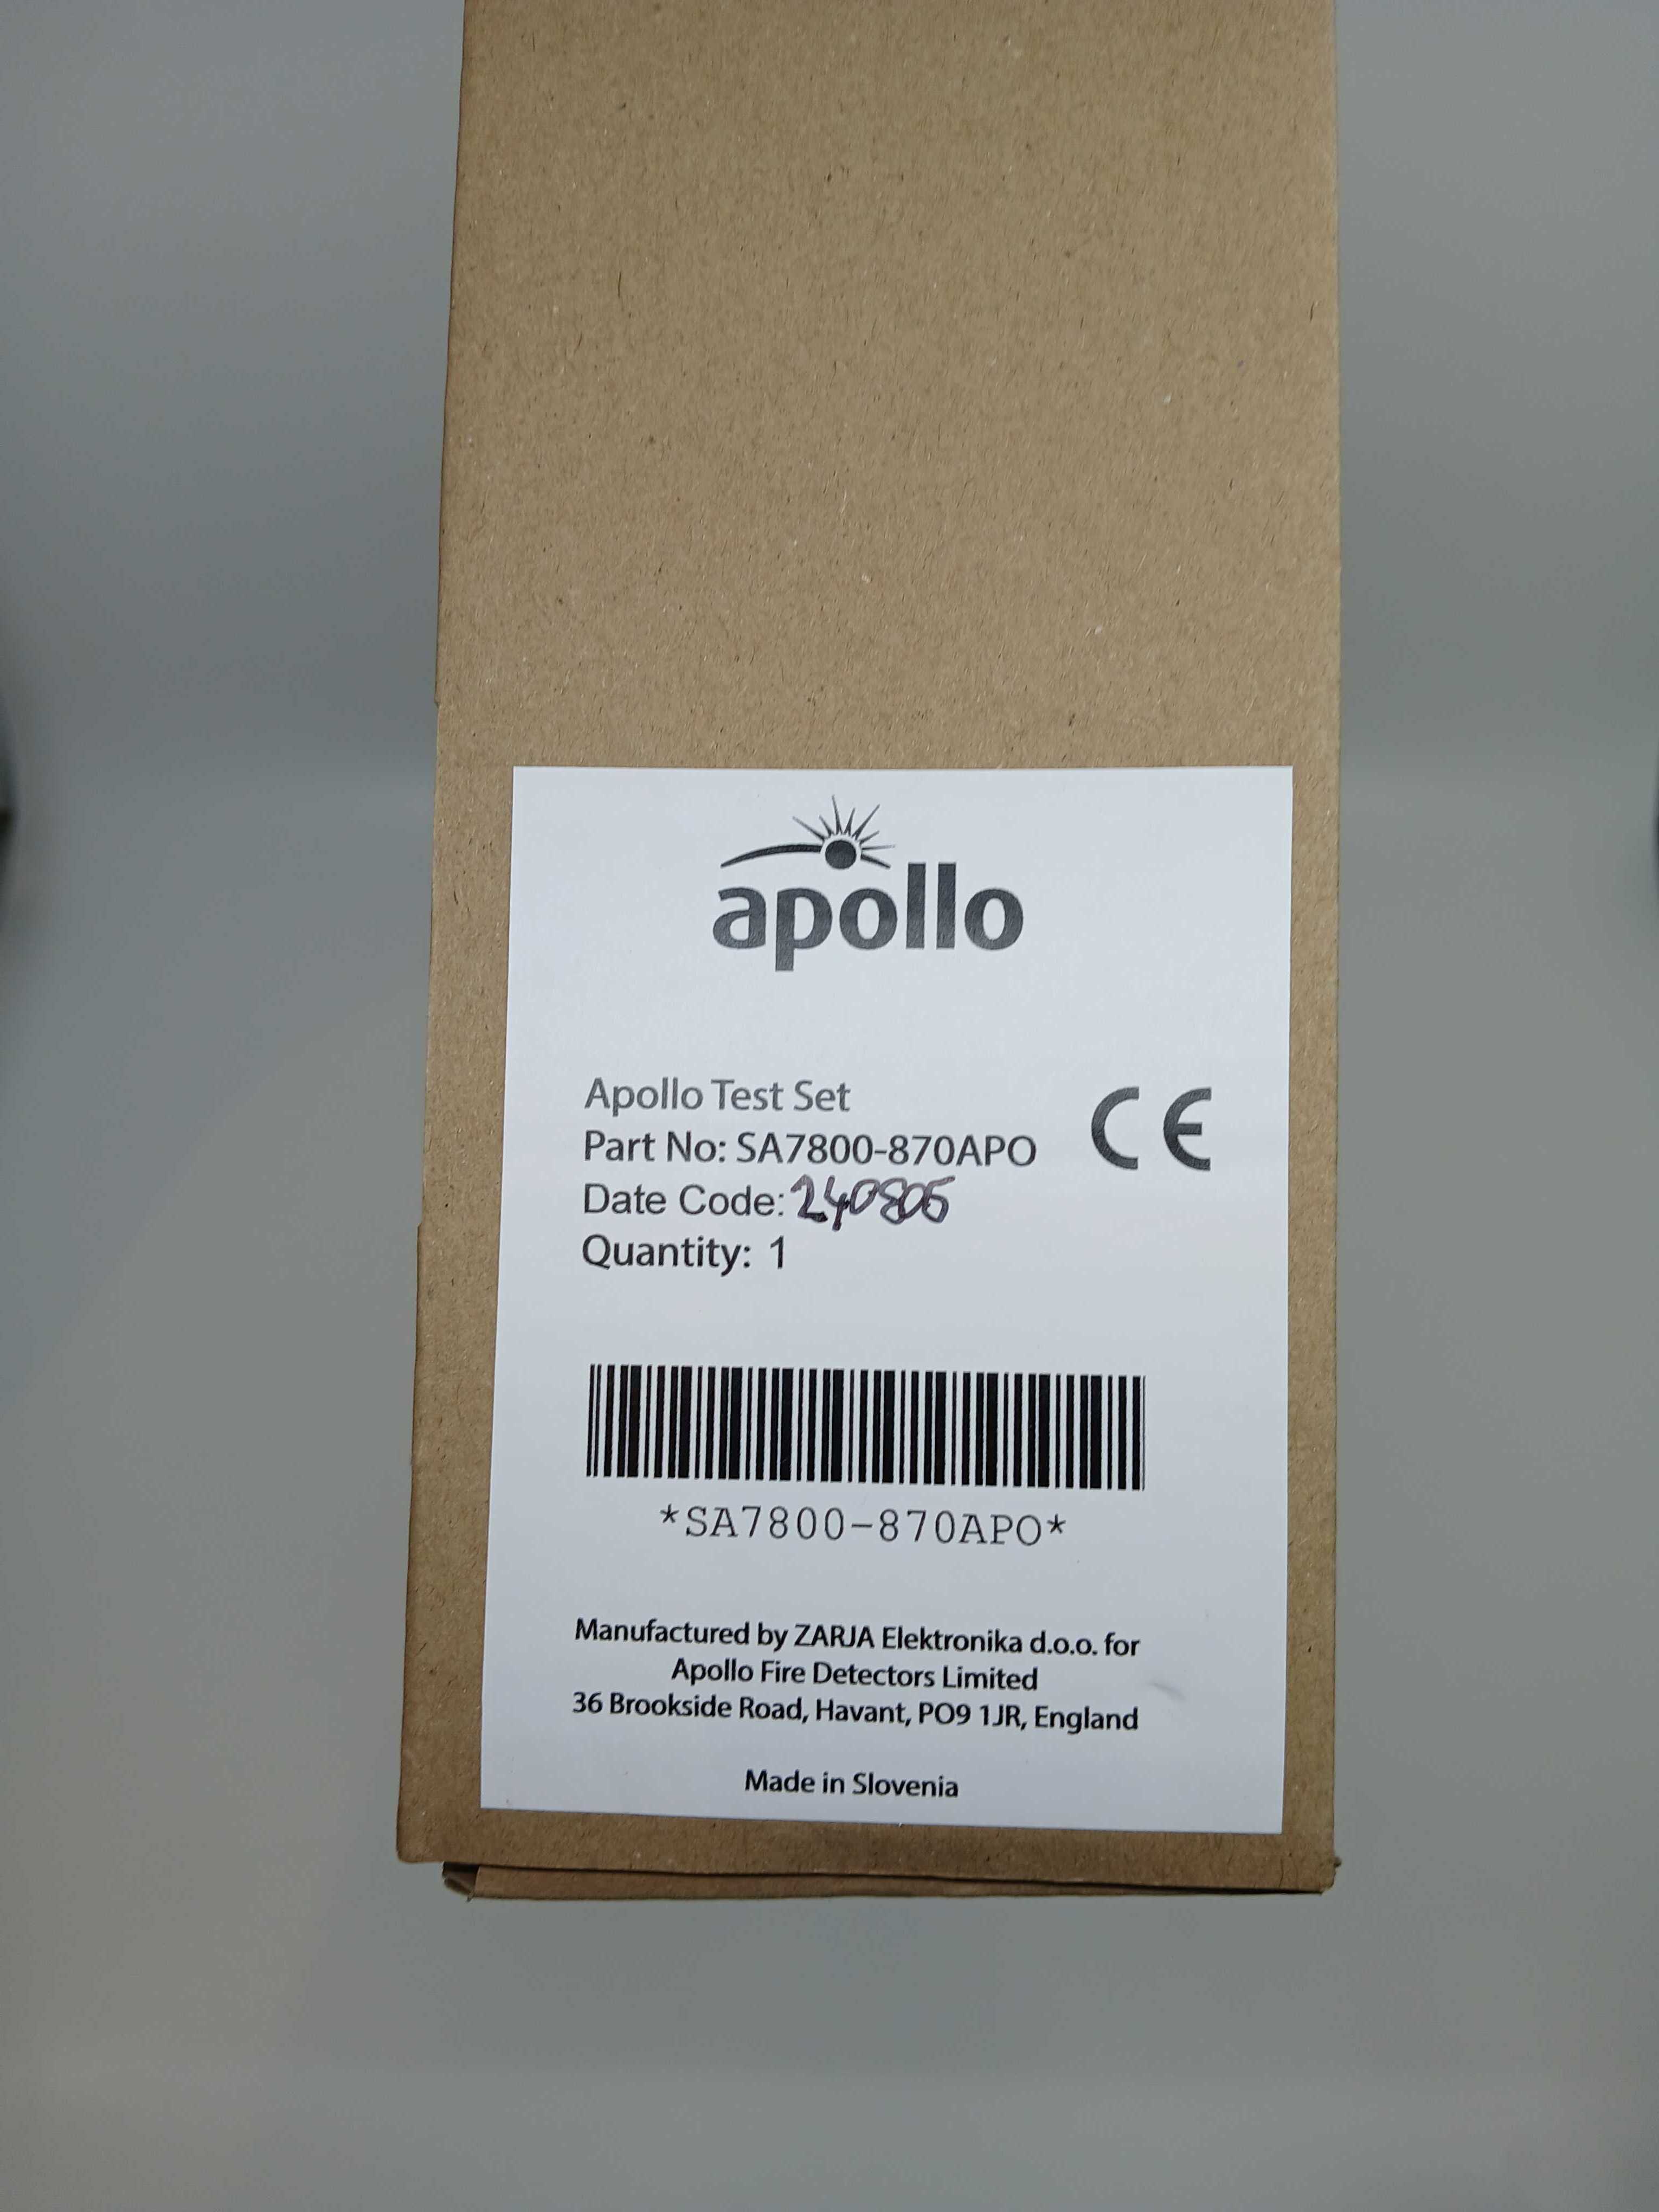 apollo
Apollo Test Set
CE
Part No: SA7800-870APO
Date Code: 240805
Quantity: 1
*SA7800-870APO*
Manufactured by ZARJA Elektronika d.o.o. for
Apollo Fire Detectors Limited
36 Brookside Road, Havant, PO9 1JR, England
Made in Slovenia